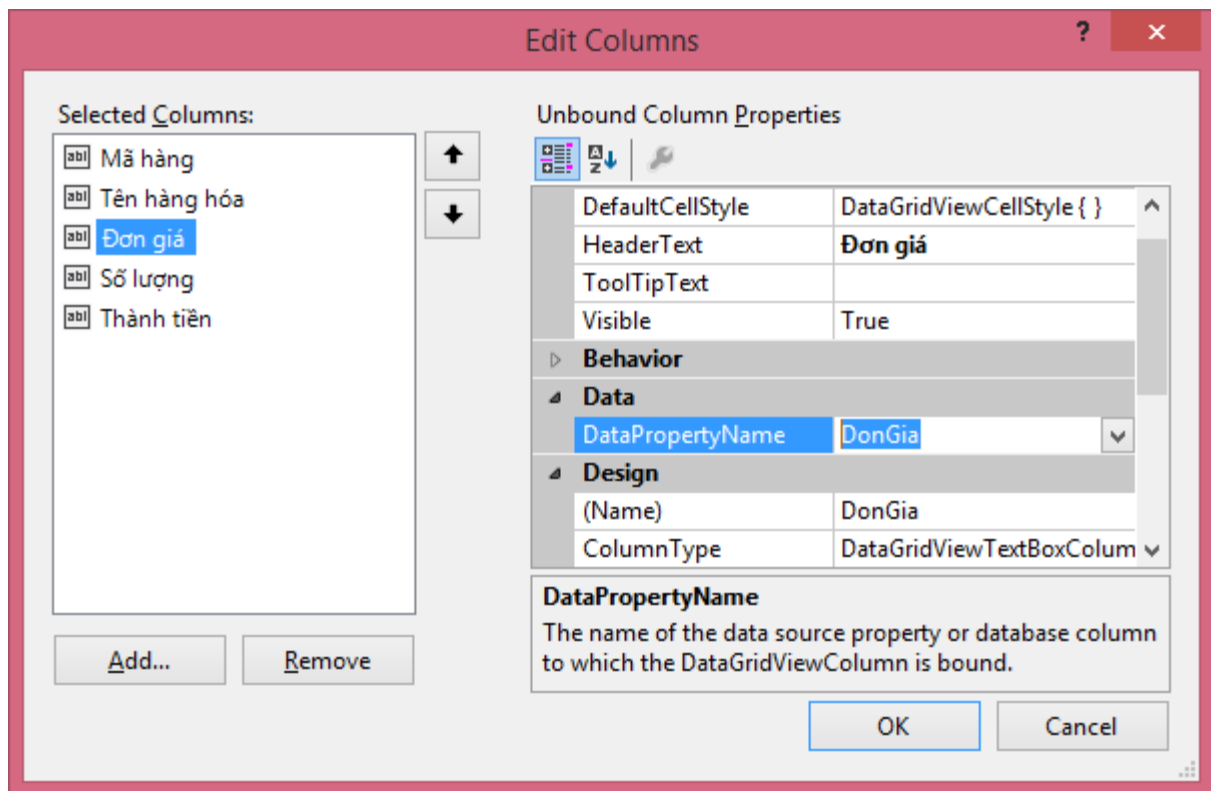 Edit Columns
?
Selected Columns:
Mã hàng
Tên hàng hóa
Đơn giá
Số lượng
Thành tiền
Add...
Remove
Unbound Column Properties
DefaultCellStyle DataGridViewCellStyle { }
HeaderText Đơn giá
ToolTipText
Visible True
Behavior
Data
DataPropertyName DonGia
Design
(Name) DonGia
ColumnType DataGridViewTextBoxColum
DataPropertyName
The name of the data source property or database column
to which the DataGridViewColumn is bound.
OK
Cancel